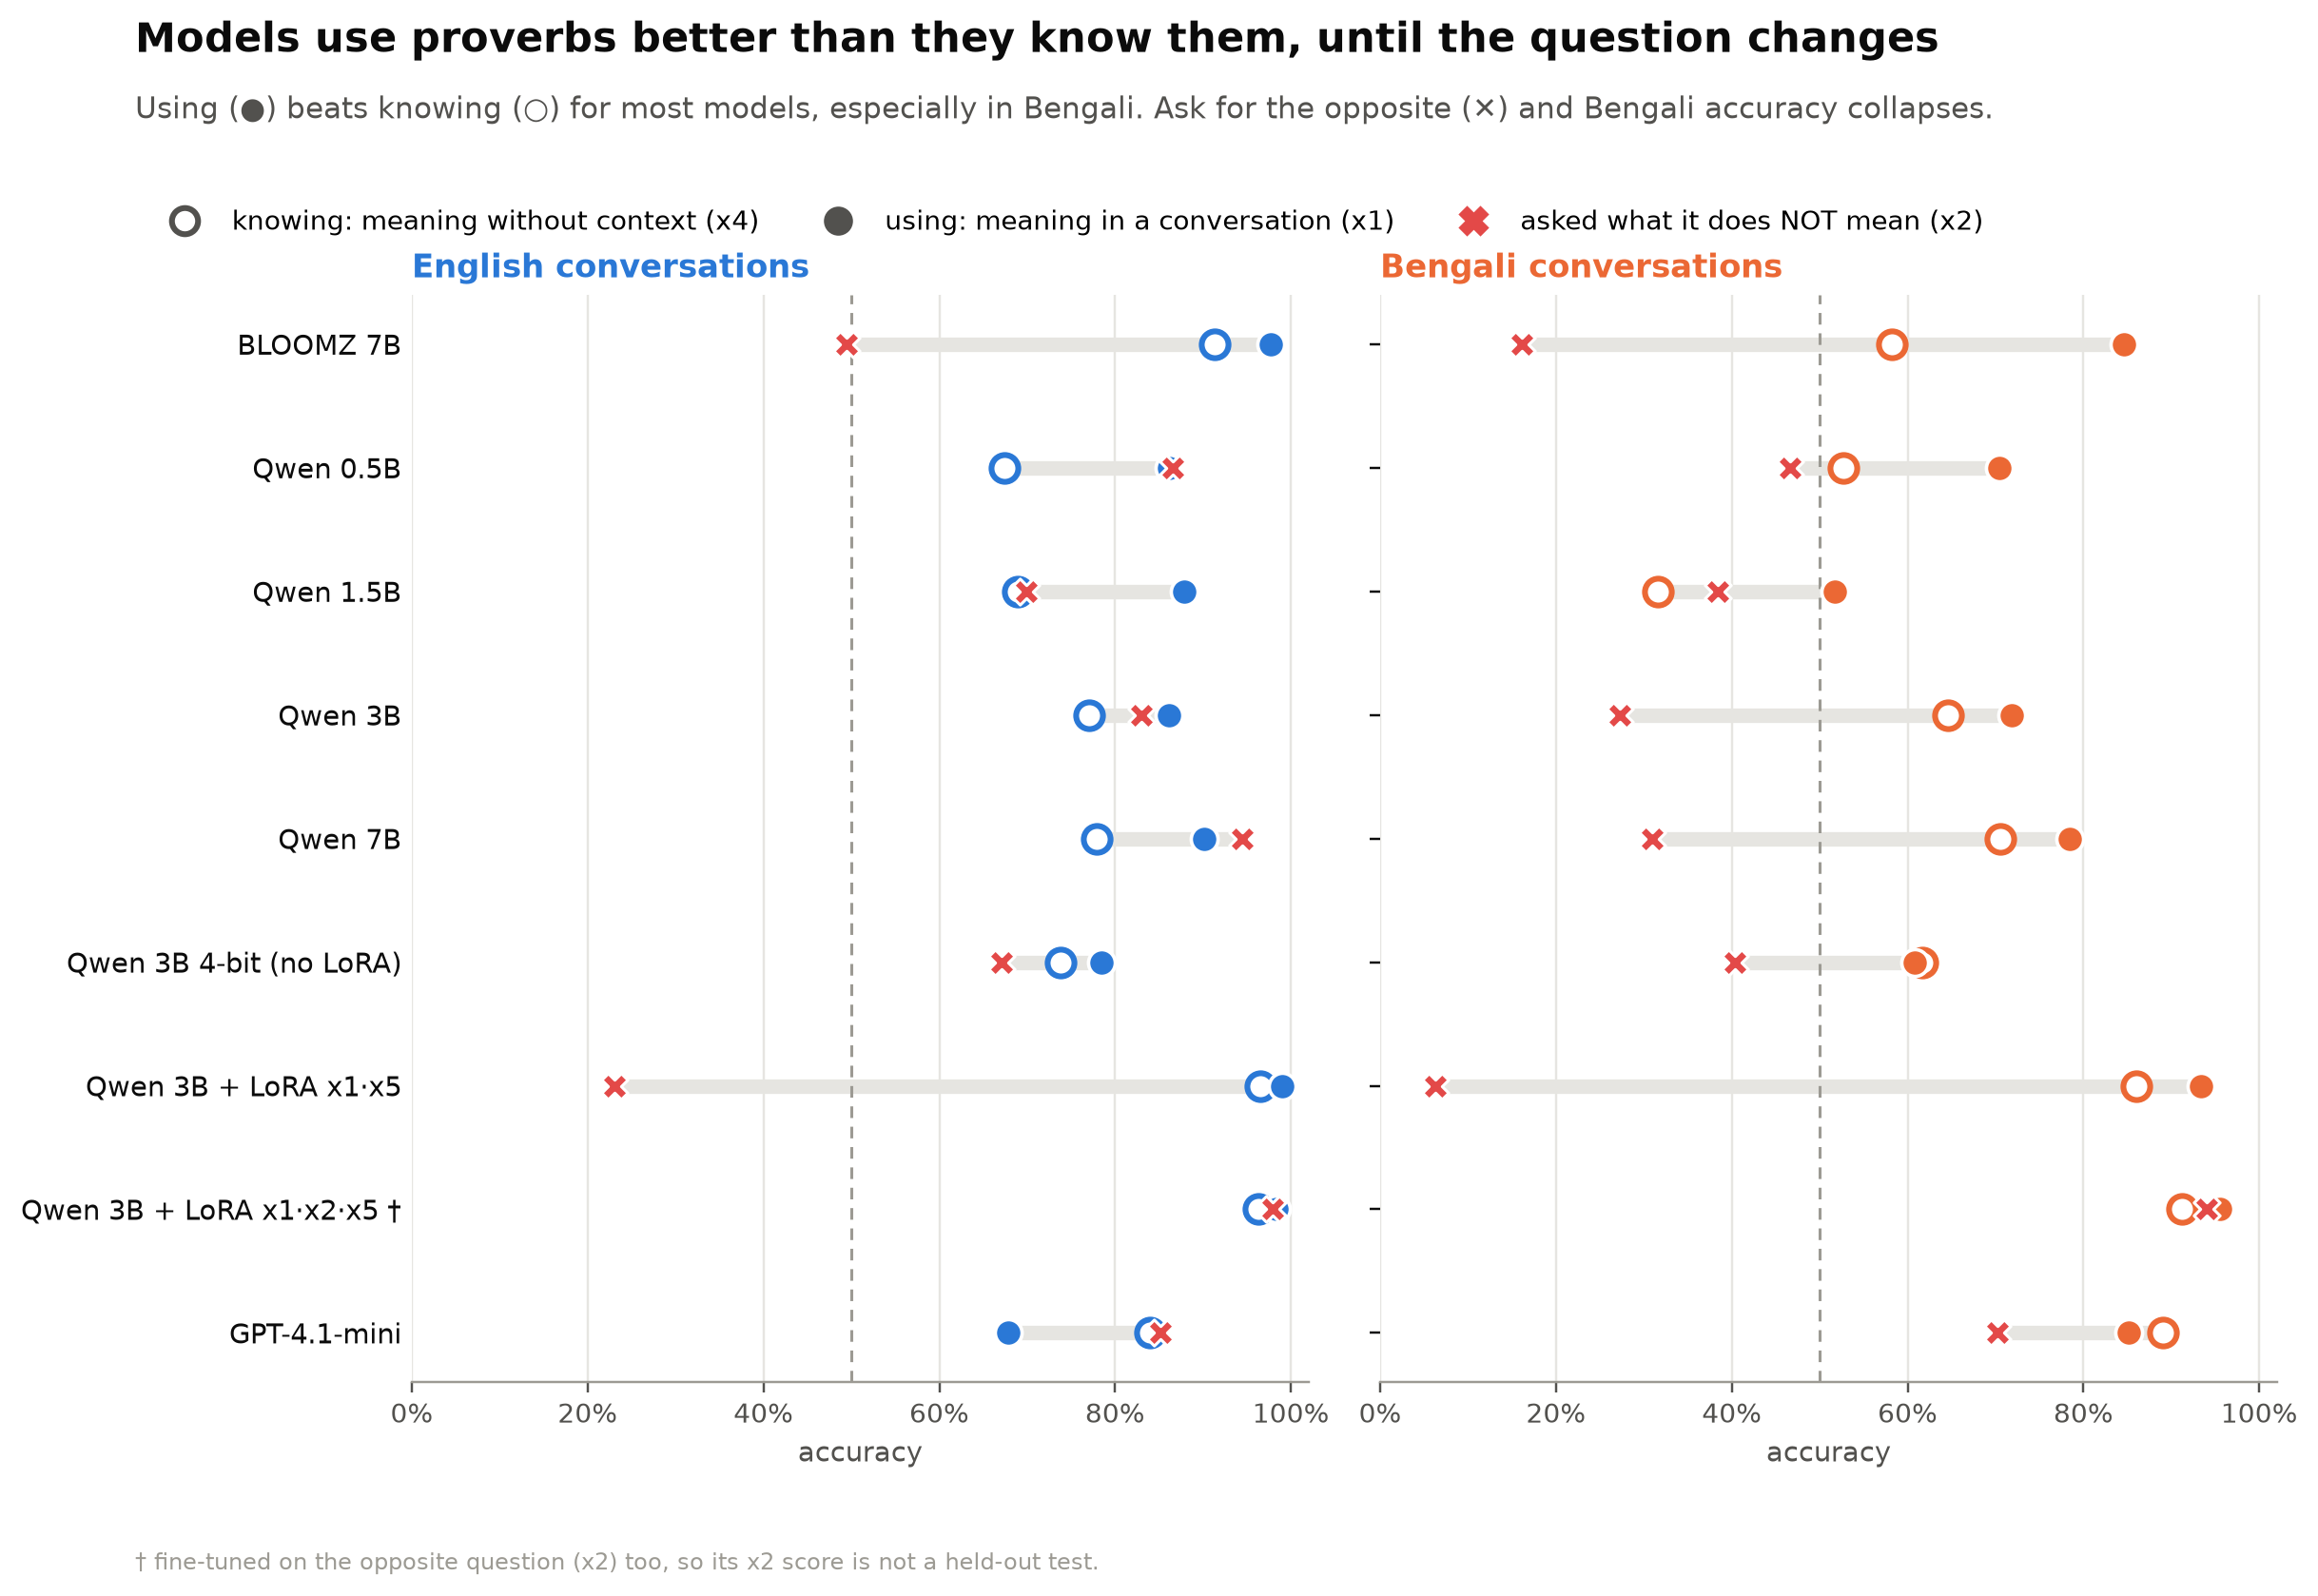 Models use proverbs better than they know them, until the question changes
Using (●) beats knowing (○) for most models, especially in Bengali. Ask for the opposite (✕) and Bengali accuracy collapses.
knowing: meaning without context (x4)
using: meaning in a conversation (x1)
asked what it does NOT mean (x2)
English conversations
Bengali conversations
BLOOMZ 7B
Qwen 0.5B
Qwen 1.5B
Qwen 3B
Qwen 7B
Qwen 3B 4-bit (no LoRA)
Qwen 3B + LoRA x1·x5
Qwen 3B + LoRA x1·x2·x5 †
GPT-4.1-mini
0% 20% 40% 60% 80% 100%
0% 20% 40% 60% 80% 100%
accuracy
accuracy
† fine-tuned on the opposite question (x2) too, so its x2 score is not a held-out test.